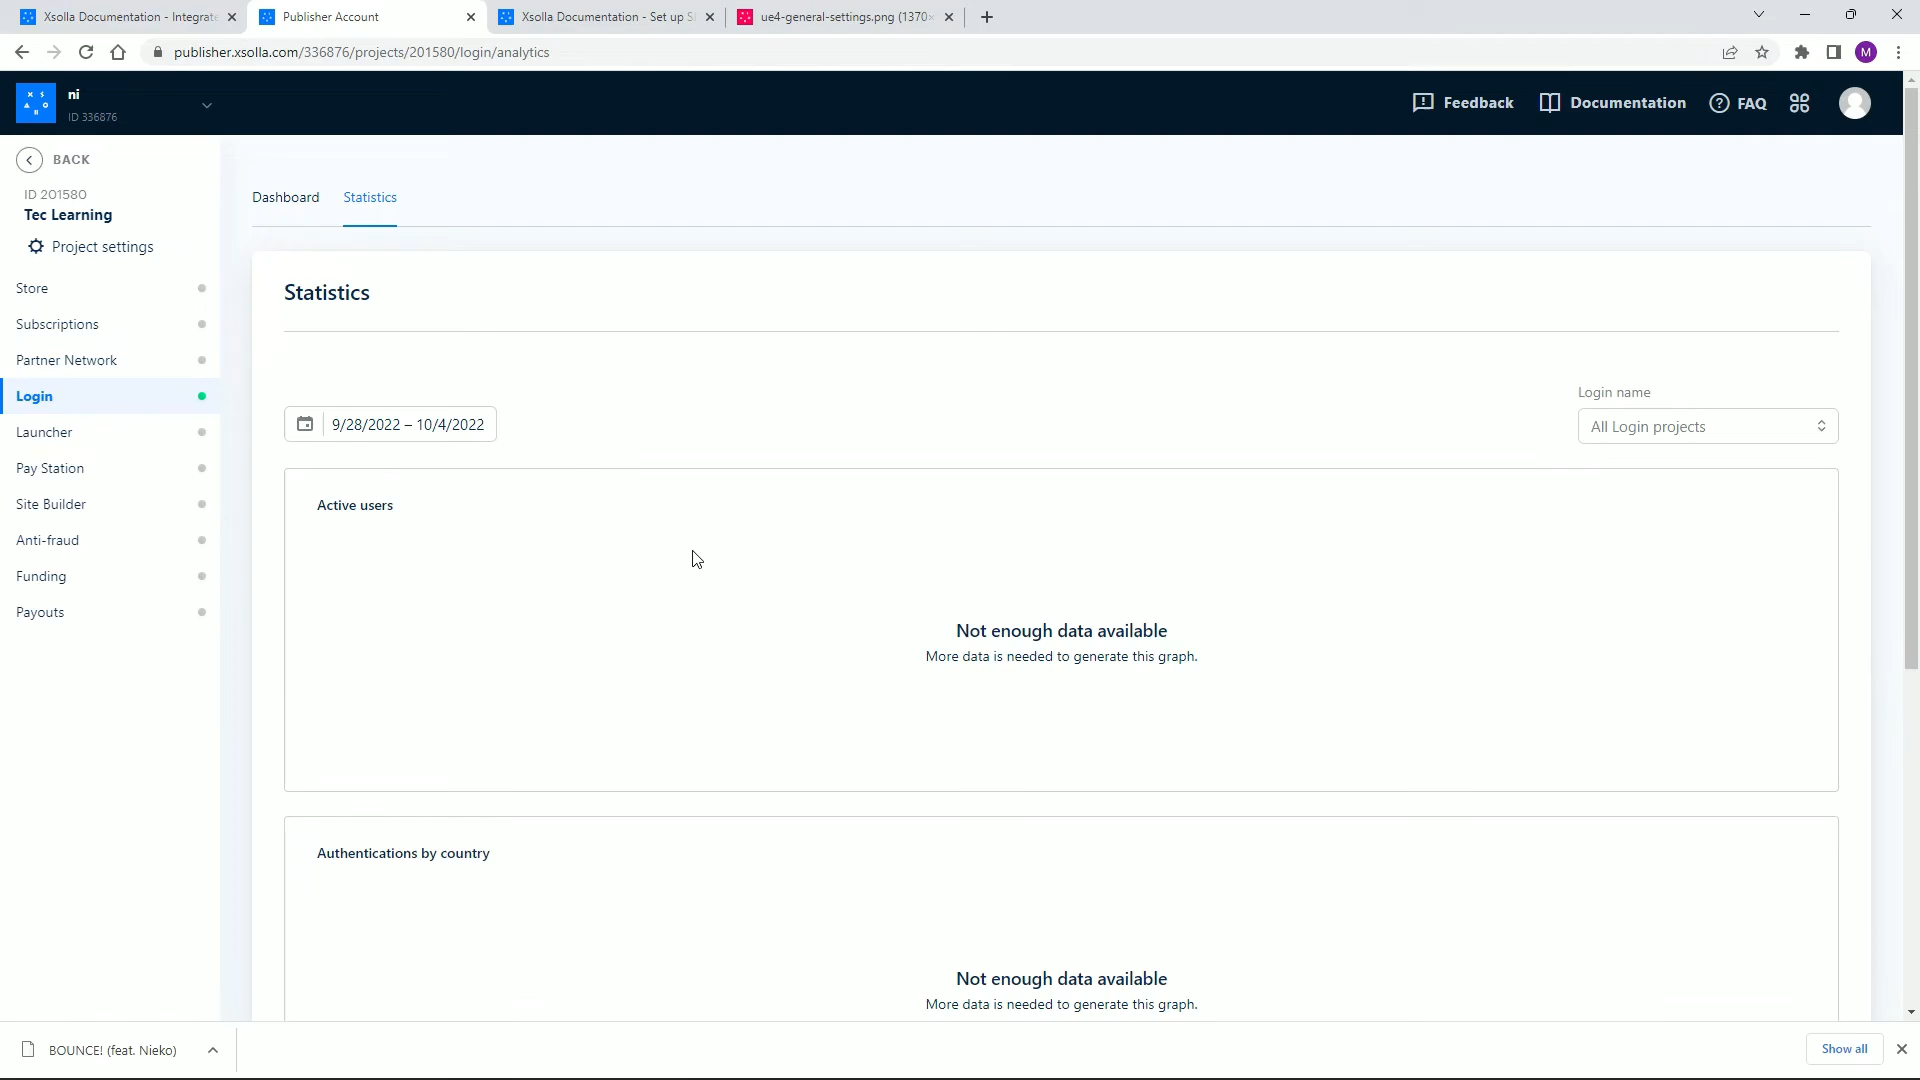 Xsolla Documentation - Integrat
Publisher Account
Xsolla Documentation - Set up S
ue4-general-settings.png (1370×
publisher.xsolla.com/336876/projects/201580/login/analytics
M
ni
ID 336876
Feedback
Documentation
FAQ
BACK
ID 201580
Tec Learning
Project settings
Store
Subscriptions
Partner Network
Login
Launcher
Pay Station
Site Builder
Anti-fraud
Funding
Payouts
Dashboard
Statistics
Statistics
9/28/2022 – 10/4/2022
Login name
All Login projects
Active users
Not enough data available
More data is needed to generate this graph.
Authentications by country
Not enough data available
More data is needed to generate this graph.
BOUNCE! (feat. Nieko)
Show all